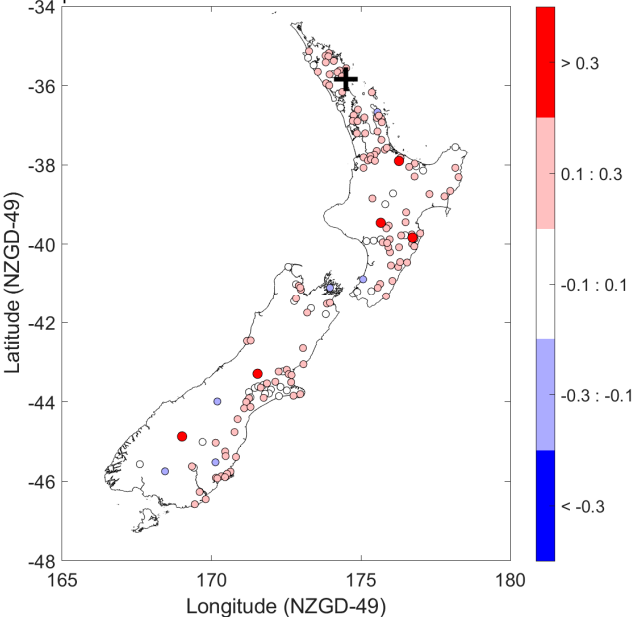 -34
-36
-38
-40
-42
-44
-46
-48
165
170
175
180
Latitude (NZGD-49)
Longitude (NZGD-49)
> 0.3
0.1 : 0.3
-0.1 : 0.1
-0.3 : -0.1
< -0.3